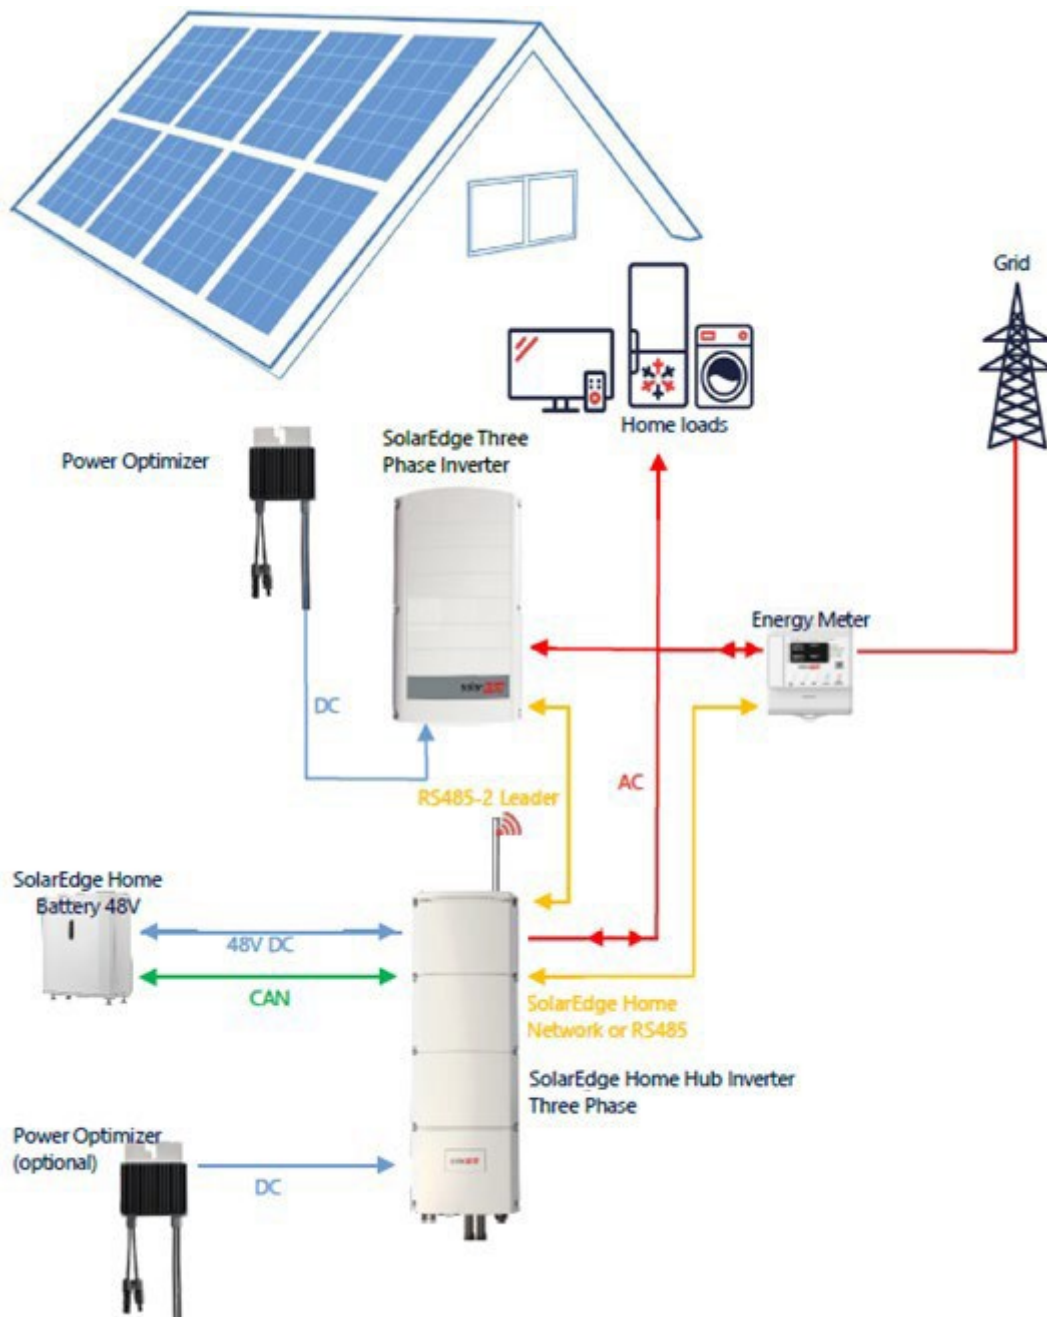 Grid
Home loads
SolarEdge Three
Phase Inverter
Power Optimizer
Energy Meter
DC
AC
RS485-2 Leader
SolarEdge Home
Battery 48V
48V DC
CAN
SolarEdge Home
Network or RS485
SolarEdge Home Hub Inverter
Three Phase
Power Optimizer
(optional)
DC